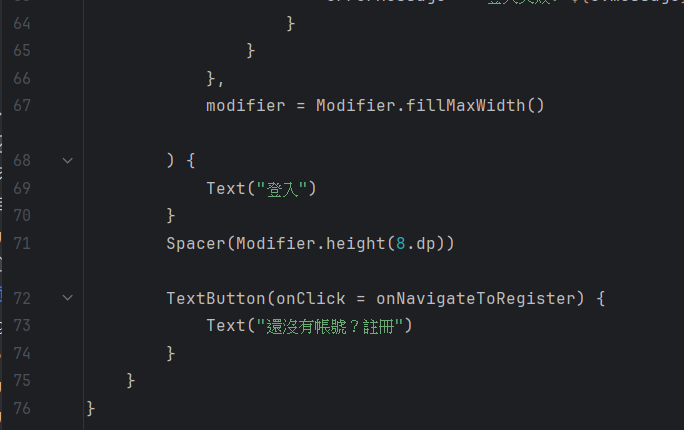 64 }
65 }
66 },
67 modifier = Modifier.fillMaxWidth()
68 ) {
69 Text("登入")
70 }
71 Spacer(Modifier.height(8.dp))
72 TextButton(onClick = onNavigateToRegister) {
73 Text("還沒有帳號？註冊")
74 }
75 }
76 }